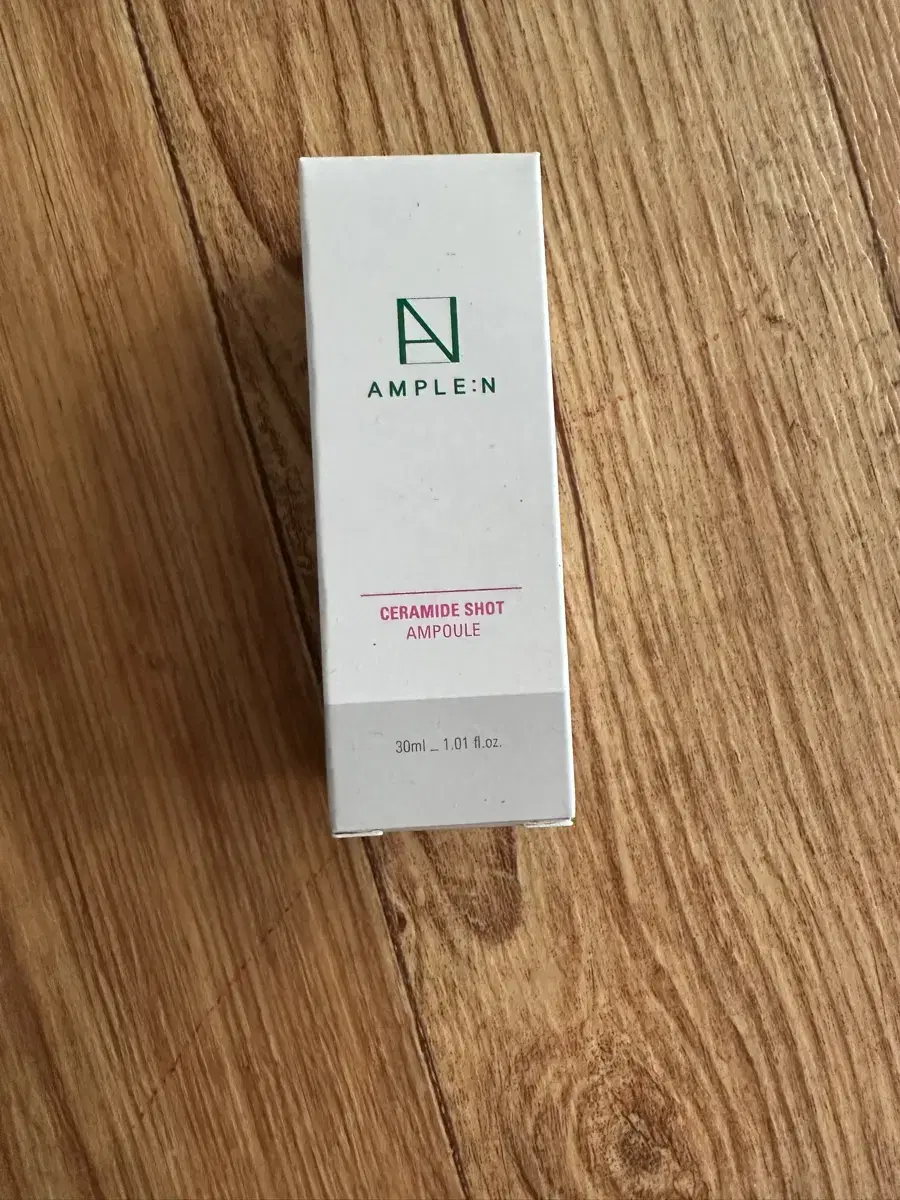 AMPLE:N
CERAMIDE SHOT
AMPOULE
30ml _ 1.01 fl.oz.